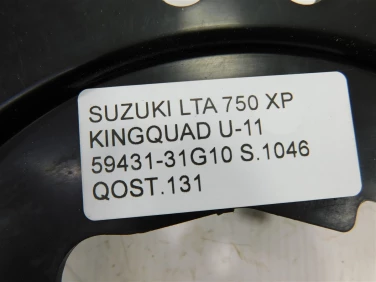 SUZUKI LTA 750 XP
KINGQUAD U-11
59431-31G10 S.1046
QOST.131